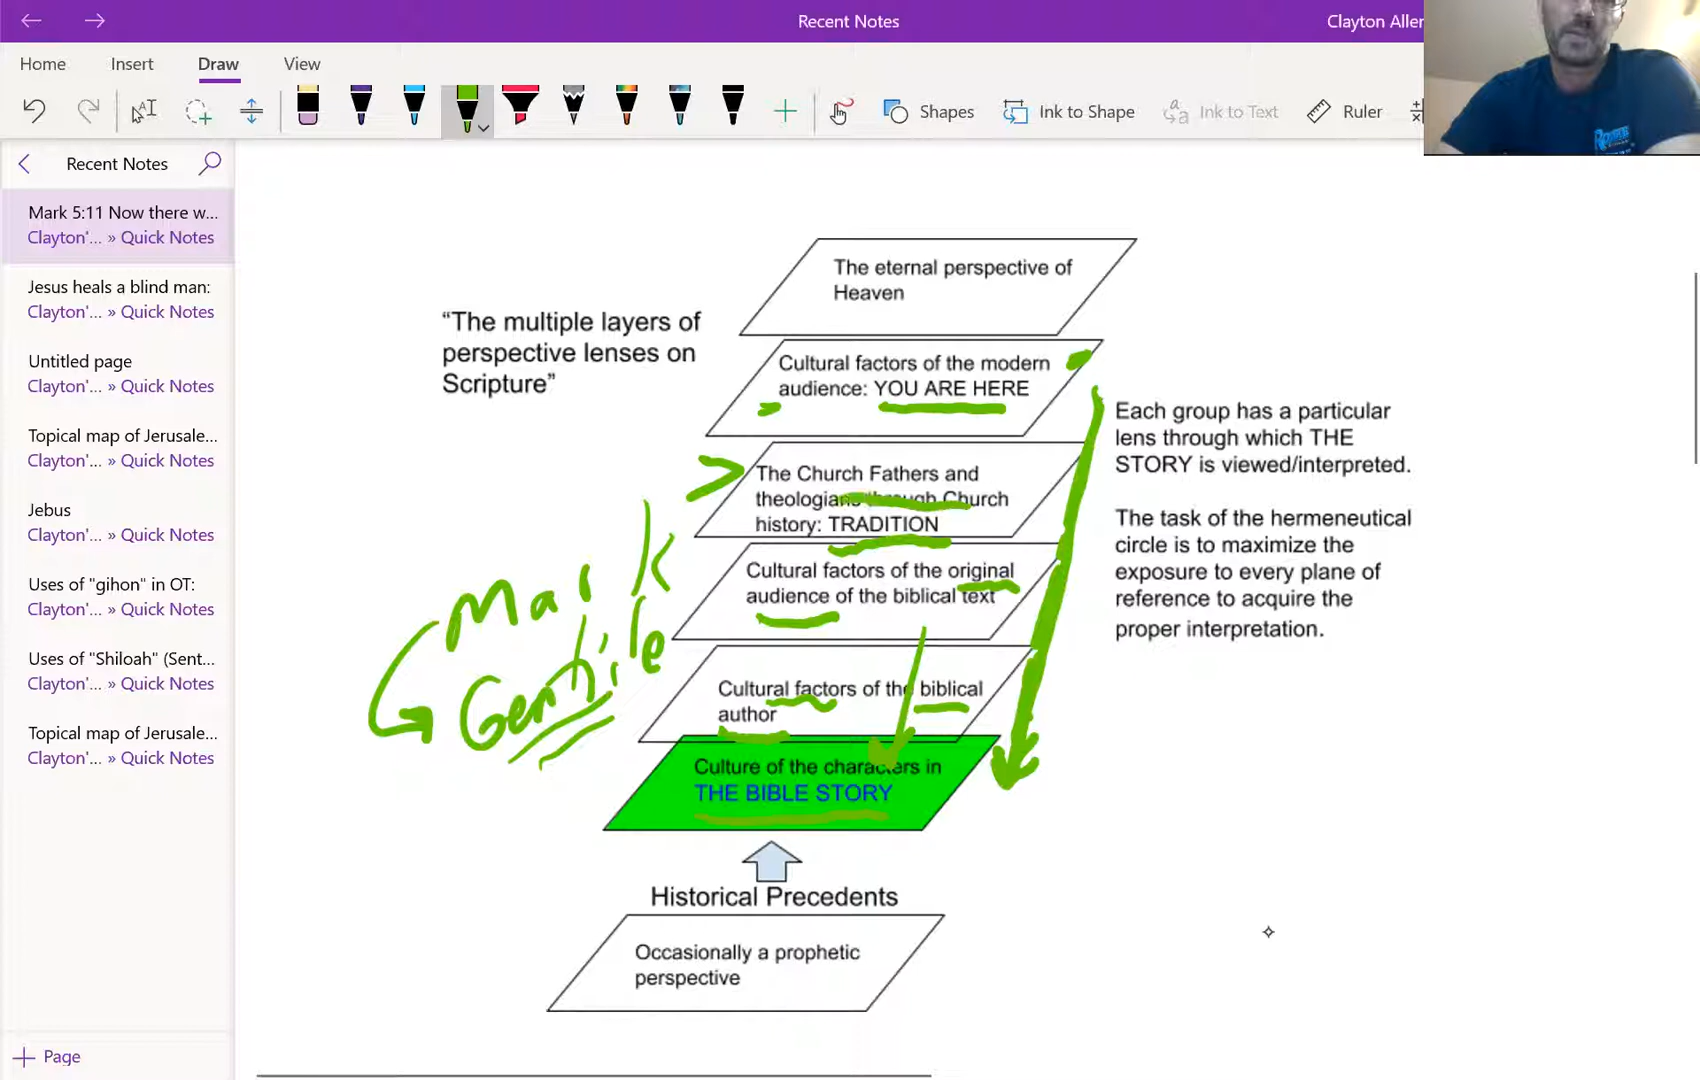 Recent Notes
Clayton Aller
Home
Insert
Draw
View
Shapes
Ink to Shape
Ink to Text
Ruler
Recent Notes
Mark 5:11 Now there w...
Clayton'... » Quick Notes
Jesus heals a blind man:
Clayton'... » Quick Notes
Untitled page
Clayton'... » Quick Notes
Topical map of Jerusale...
Clayton'... » Quick Notes
Jebus
Clayton'... » Quick Notes
Uses of "gihon" in OT:
Clayton'... » Quick Notes
Uses of "Shiloah" (Sent...
Clayton'... » Quick Notes
Topical map of Jerusale...
Clayton'... » Quick Notes
Page
“The multiple layers of
perspective lenses on
Scripture”
The eternal perspective of
Heaven
Cultural factors of the modern
audience: YOU ARE HERE
The Church Fathers and
theologians through Church
history: TRADITION
Cultural factors of the original
audience of the biblical text
Cultural factors of the biblical
author
Culture of the characters in
THE BIBLE STORY
Historical Precedents
Occasionally a prophetic
perspective
Mark
Gentile
Each group has a particular
lens through which THE
STORY is viewed/interpreted.
The task of the hermeneutical
circle is to maximize the
exposure to every plane of
reference to acquire the
proper interpretation.